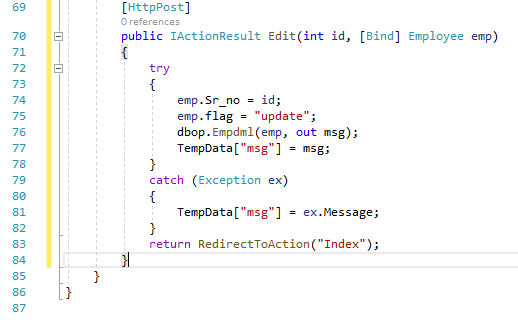 69 [HttpPost]
0 references
70 public IActionResult Edit(int id, [Bind] Employee emp)
71 {
72 try
73 {
74 emp.Sr_no = id;
75 emp.flag = "update";
76 dbop.Empdml(emp, out msg);
77 TempData["msg"] = msg;
78 }
79 catch (Exception ex)
80 {
81 TempData["msg"] = ex.Message;
82 }
83 return RedirectToAction("Index");
84 }
85 }
86 }
87